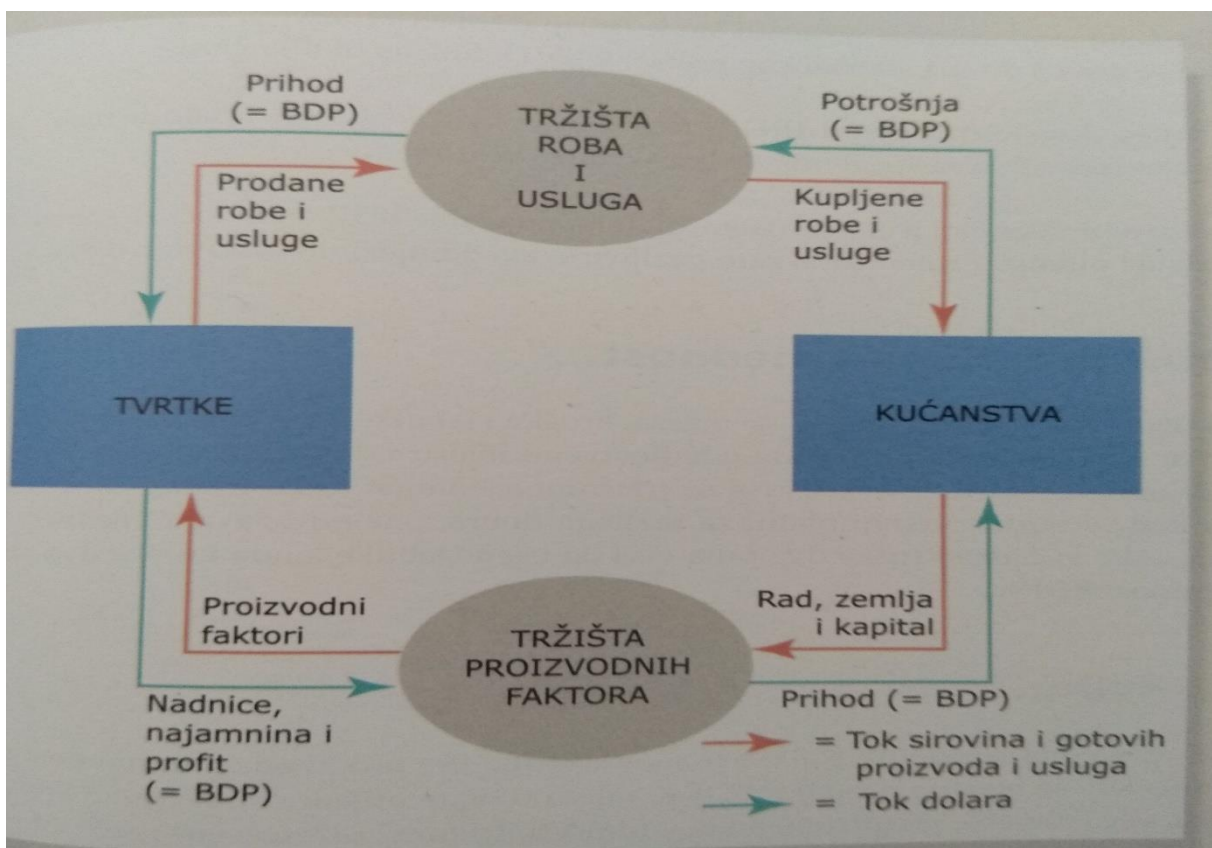 Prihod
(= BDP)
TRŽIŠTA
ROBA
I
USLUGA
Potrošnja
(= BDP)
Prodane
robe i
usluge
Kupljene
robe i
usluge
TVRTKE
KUĆANSTVA
Proizvodni
faktori
TRŽIŠTA
PROIZVODNIH
FAKTORA
Rad, zemlja
i kapital
Nadnice,
najamnina i
profit
(= BDP)
Prihod (= BDP)
= Tok sirovina i gotovih
proizvoda i usluga
= Tok dolara